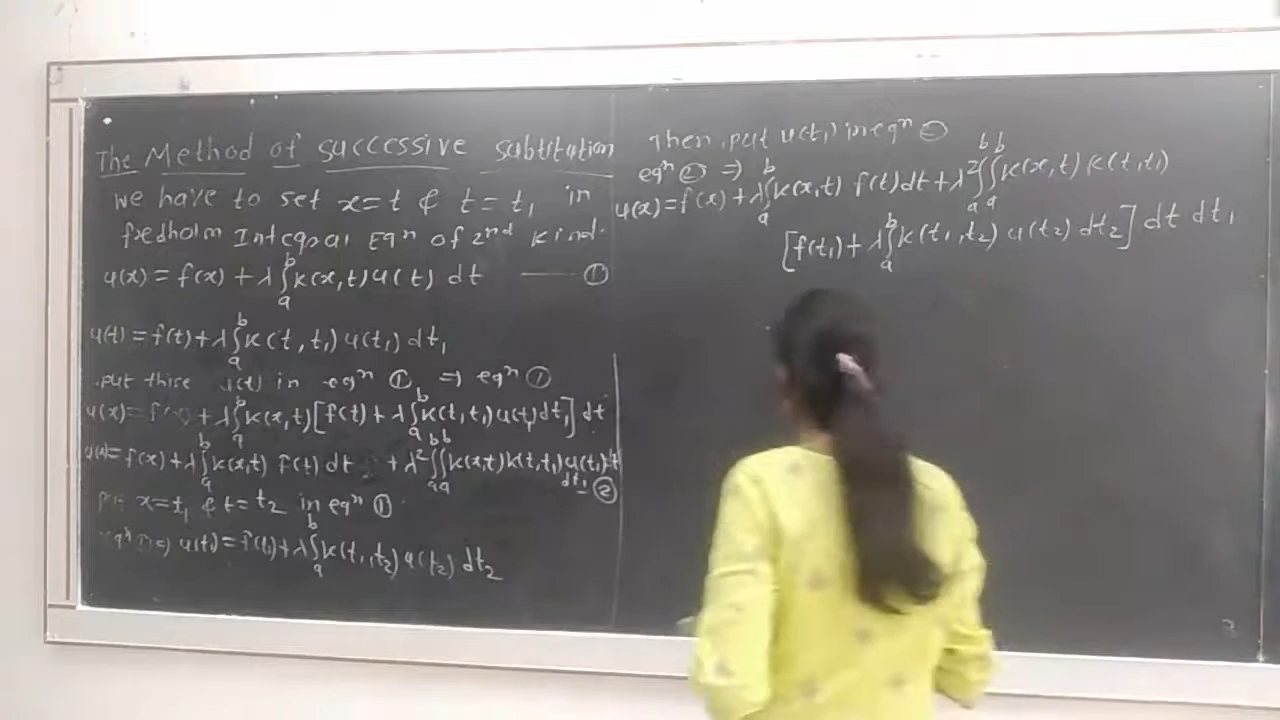 The Method of successive subtitution
we have to set x=t & t=t₁ in
fredholm Integral Eqⁿ of 2ⁿᵈ kind.
u(x) = f(x) + λ∫ₐᵇ k(x,t) u(t) dt —— ①
u(t) = f(t) + λ∫ₐᵇ k(t,t₁) u(t₁) dt₁
put u(t) in eqⁿ ① ⇒ eqⁿ ①
u(x) = f(x) + λ∫ₐᵇ k(x,t) [f(t) + λ∫ₐᵇ k(t,t₁) u(t₁) dt₁] dt
u(x) = f(x) + λ∫ₐᵇ k(x,t) f(t) dt + λ²∫ₐᵇ∫ₐᵇ k(x,t) k(t,t₁) u(t₁) dt
dt₁ — ②
put x=t₁ & t=t₂ in eqⁿ ①
u(t₁) = f(t₁) + λ∫ₐᵇ k(t₁,t₂) u(t₂) dt₂
Then, put u(t₁) in eqⁿ ②
eqⁿ ② ⇒
u(x) = f(x) + λ∫ₐᵇ k(x,t) f(t) dt + λ²∫ₐᵇ∫ₐᵇ k(x,t) k(t,t₁)
[f(t₁) + λ∫ₐᵇ k(t₁,t₂) u(t₂) dt₂] dt dt₁